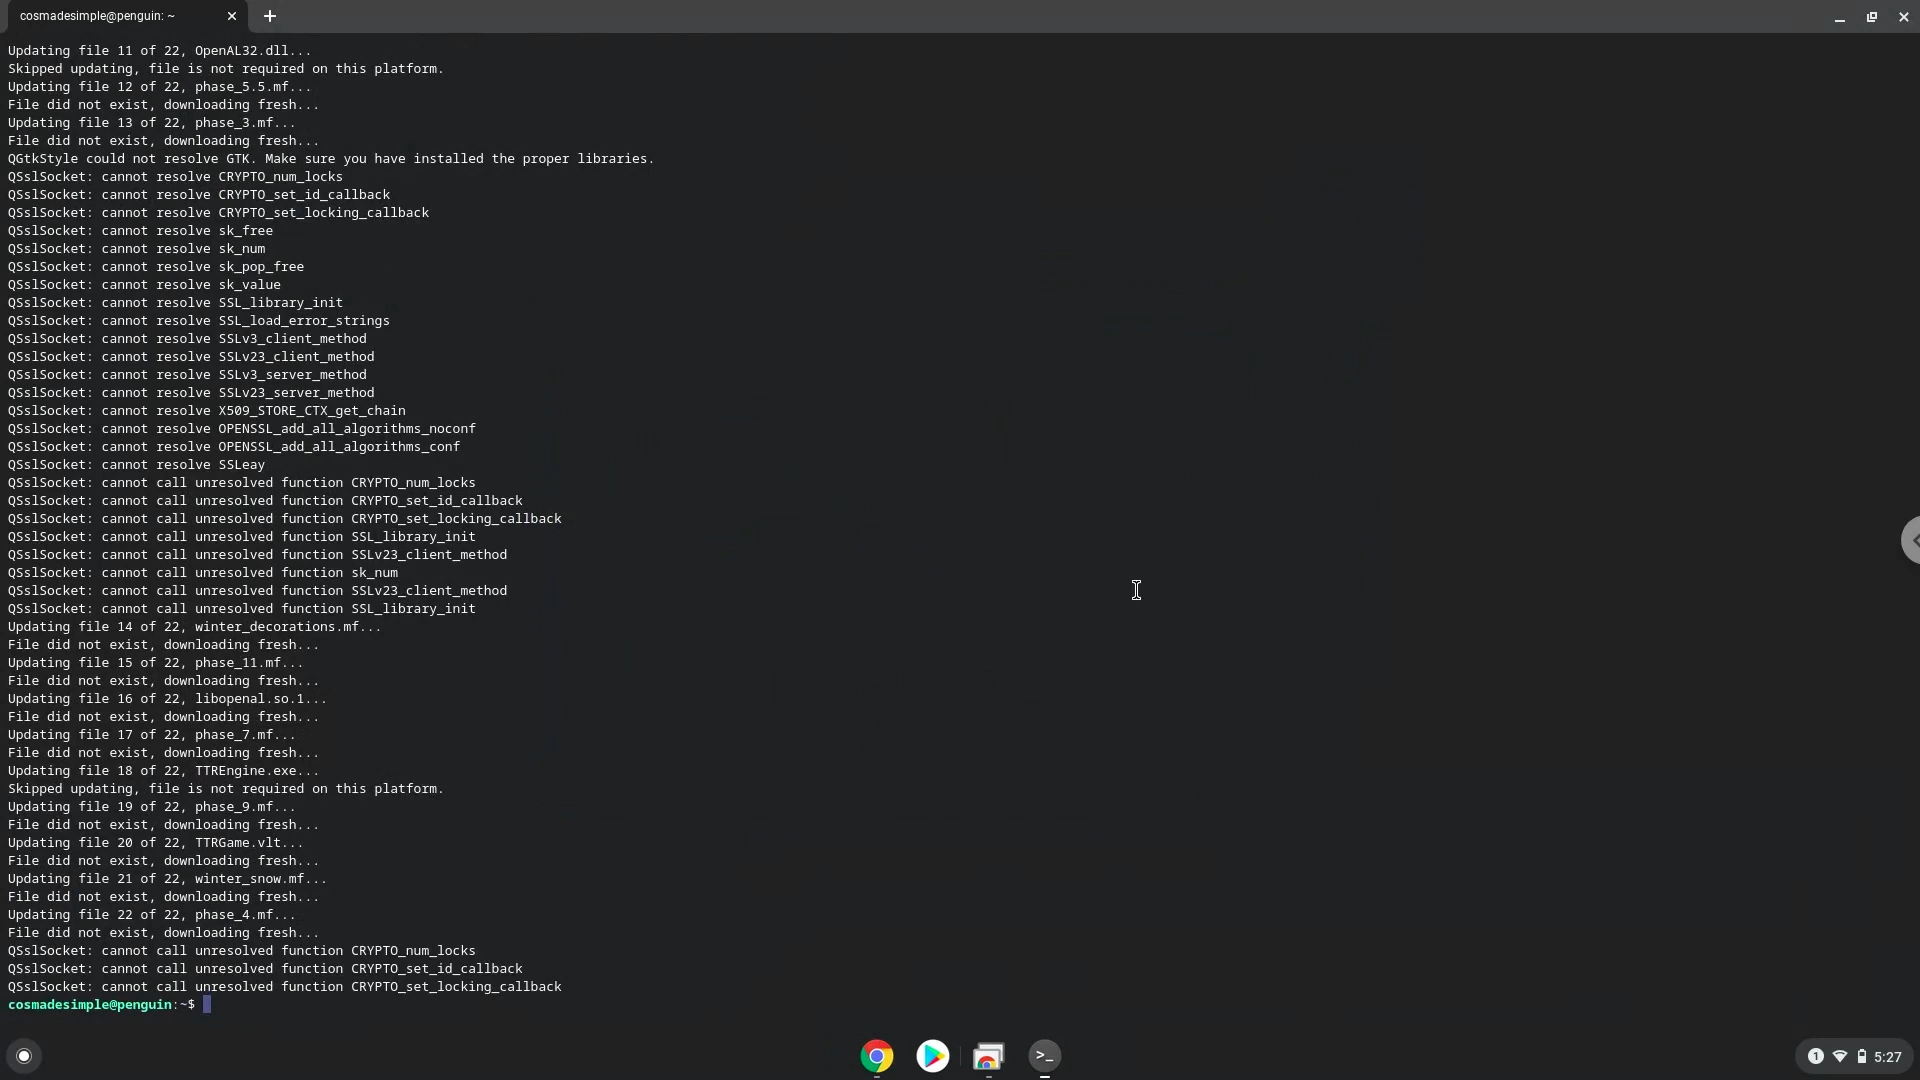 cosmadesimple@penguin: ~
Updating file 11 of 22, OpenAL32.dll...
Skipped updating, file is not required on this platform.
Updating file 12 of 22, phase_5.5.mf...
File did not exist, downloading fresh...
Updating file 13 of 22, phase_3.mf...
File did not exist, downloading fresh...
QGtkStyle could not resolve GTK. Make sure you have installed the proper libraries.
QSslSocket: cannot resolve CRYPTO_num_locks
QSslSocket: cannot resolve CRYPTO_set_id_callback
QSslSocket: cannot resolve CRYPTO_set_locking_callback
QSslSocket: cannot resolve sk_free
QSslSocket: cannot resolve sk_num
QSslSocket: cannot resolve sk_pop_free
QSslSocket: cannot resolve sk_value
QSslSocket: cannot resolve SSL_library_init
QSslSocket: cannot resolve SSL_load_error_strings
QSslSocket: cannot resolve SSLv3_client_method
QSslSocket: cannot resolve SSLv23_client_method
QSslSocket: cannot resolve SSLv3_server_method
QSslSocket: cannot resolve SSLv23_server_method
QSslSocket: cannot resolve X509_STORE_CTX_get_chain
QSslSocket: cannot resolve OPENSSL_add_all_algorithms_noconf
QSslSocket: cannot resolve OPENSSL_add_all_algorithms_conf
QSslSocket: cannot resolve SSLeay
QSslSocket: cannot call unresolved function CRYPTO_num_locks
QSslSocket: cannot call unresolved function CRYPTO_set_id_callback
QSslSocket: cannot call unresolved function CRYPTO_set_locking_callback
QSslSocket: cannot call unresolved function SSL_library_init
QSslSocket: cannot call unresolved function SSLv23_client_method
QSslSocket: cannot call unresolved function sk_num
QSslSocket: cannot call unresolved function SSLv23_client_method
QSslSocket: cannot call unresolved function SSL_library_init
Updating file 14 of 22, winter_decorations.mf...
File did not exist, downloading fresh...
Updating file 15 of 22, phase_11.mf...
File did not exist, downloading fresh...
Updating file 16 of 22, libopenal.so.1...
File did not exist, downloading fresh...
Updating file 17 of 22, phase_7.mf...
File did not exist, downloading fresh...
Updating file 18 of 22, TTREngine.exe...
Skipped updating, file is not required on this platform.
Updating file 19 of 22, phase_9.mf...
File did not exist, downloading fresh...
Updating file 20 of 22, TTRGame.vlt...
File did not exist, downloading fresh...
Updating file 21 of 22, winter_snow.mf...
File did not exist, downloading fresh...
Updating file 22 of 22, phase_4.mf...
File did not exist, downloading fresh...
QSslSocket: cannot call unresolved function CRYPTO_num_locks
QSslSocket: cannot call unresolved function CRYPTO_set_id_callback
QSslSocket: cannot call unresolved function CRYPTO_set_locking_callback
cosmadesimple@penguin:~$
>_
1 5:27